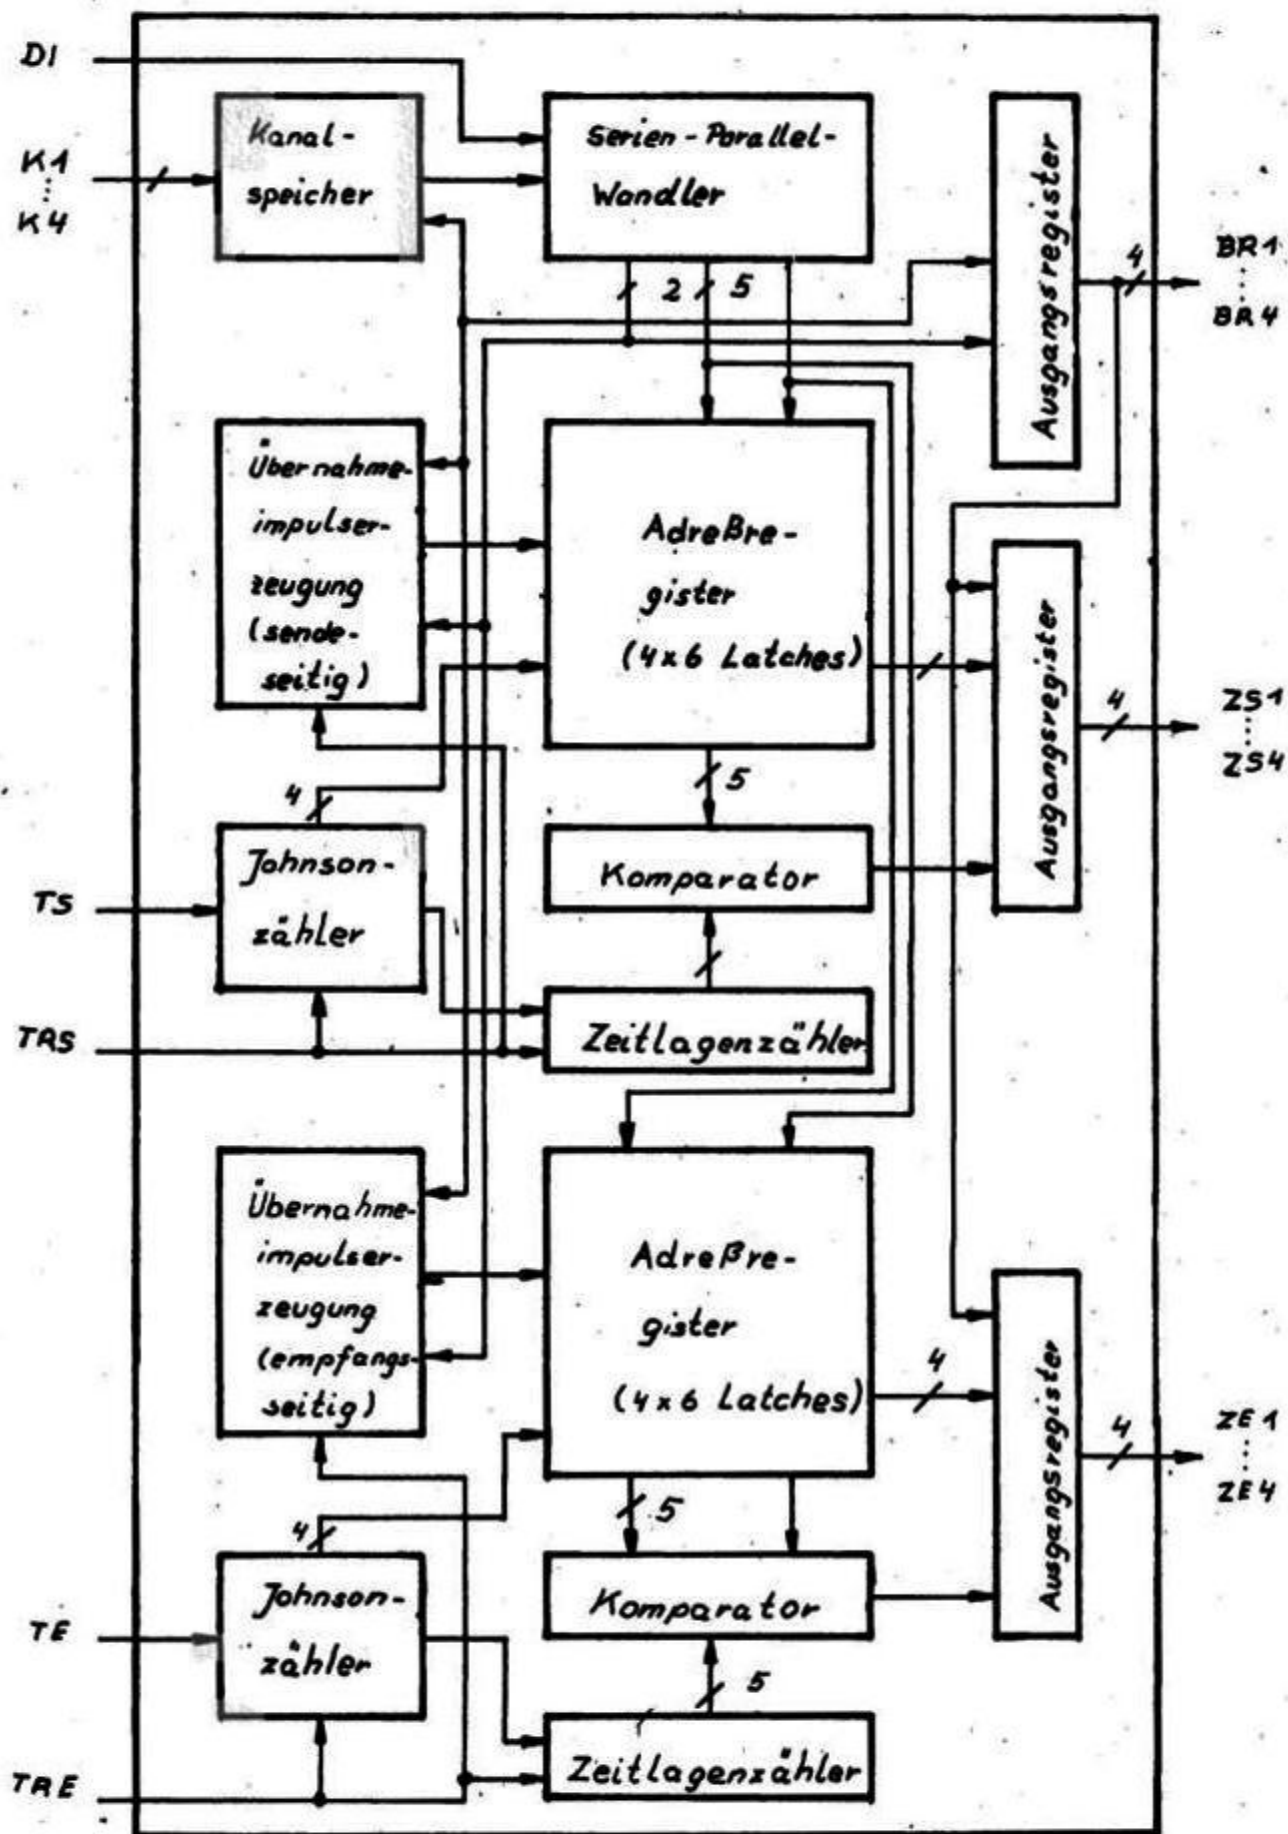 DI
K1
⋮
K4
Kanal-
speicher
Serien-Parallel-
Wandler
2
5
Ausgangsregister
4
BR1
⋮
BR4
Übernahme-
impulser-
zeugung
(sende-
seitig)
Adreßre-
gister
(4x6 Latches)
Ausgangsregister
4
ZS1
⋮
ZS4
5
4
Johnson-
zähler
TS
Komparator
TRS
Zeitlagenzähler
Übernahme-
impulser-
zeugung
(empfangs-
seitig)
Adreßre-
gister
(4x6 Latches)
4
Ausgangsregister
4
ZE1
⋮
ZE4
5
4
Johnson-
zähler
TE
Komparator
5
TRE
Zeitlagenzähler